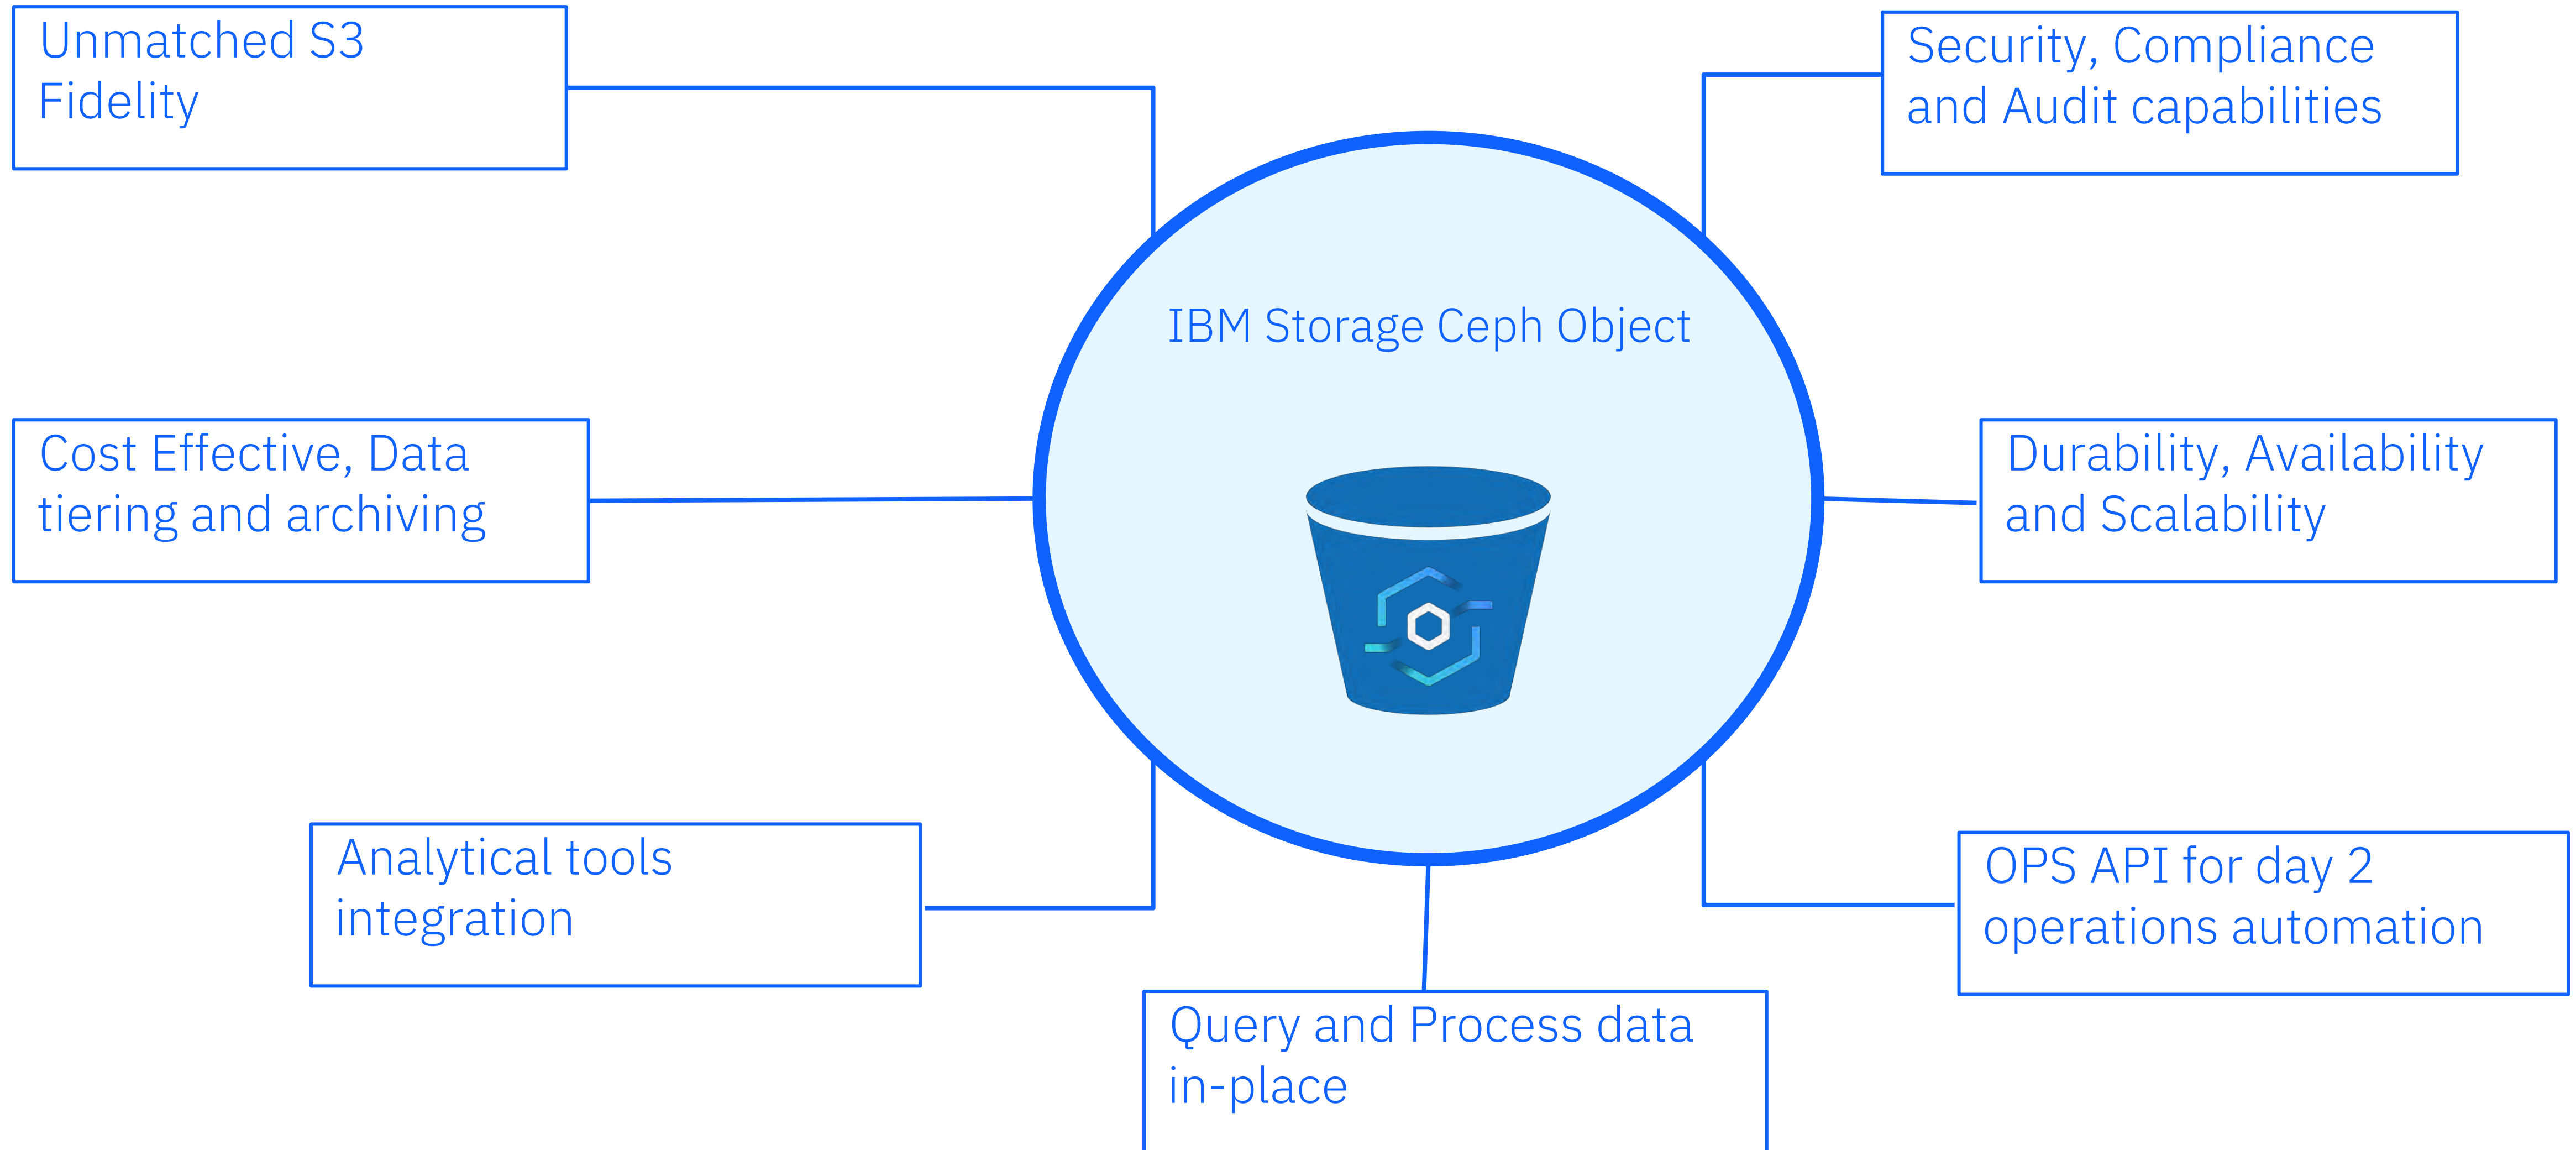 Unmatched S3
Fidelity
Security, Compliance
and Audit capabilities
IBM Storage Ceph Object
Cost Effective, Data
tiering and archiving
Durability, Availability
and Scalability
Analytical tools
integration
OPS API for day 2
operations automation
Query and Process data
in-place